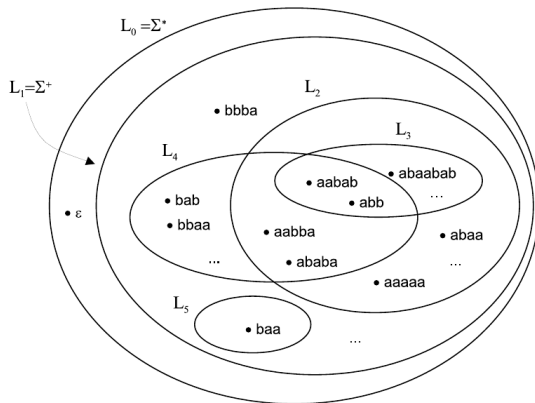 L₀ =Σ*
L₁=Σ⁺
L₂
bbba
L₃
L₄
abaabab
aabab
...
bab
abb
ε
bbaa
aabba
abaa
...
ababa
...
aaaaa
L₅
baa
...